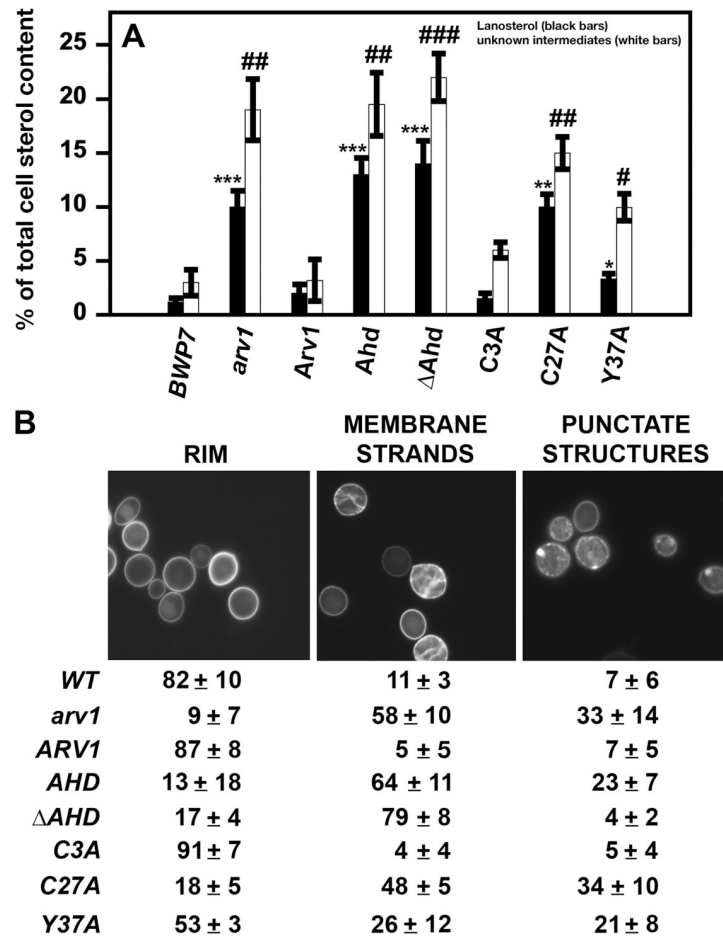 A
Lanosterol (black bars)
unknown intermediates (white bars)
% of total cell sterol content
25
20
15
10
5
0
*** ## *** ## *** ### ** ## * #
BWP7 arv1 Arv1 Ahd ΔAhd C3A C27A Y37A
B
RIM
MEMBRANE
STRANDS
PUNCTATE
STRUCTURES
WT 82 ± 10 11 ± 3 7 ± 6
arv1 9 ± 7 58 ± 10 33 ± 14
ARV1 87 ± 8 5 ± 5 7 ± 5
AHD 13 ± 18 64 ± 11 23 ± 7
ΔAHD 17 ± 4 79 ± 8 4 ± 2
C3A 91 ± 7 4 ± 4 5 ± 4
C27A 18 ± 5 48 ± 5 34 ± 10
Y37A 53 ± 3 26 ± 12 21 ± 8